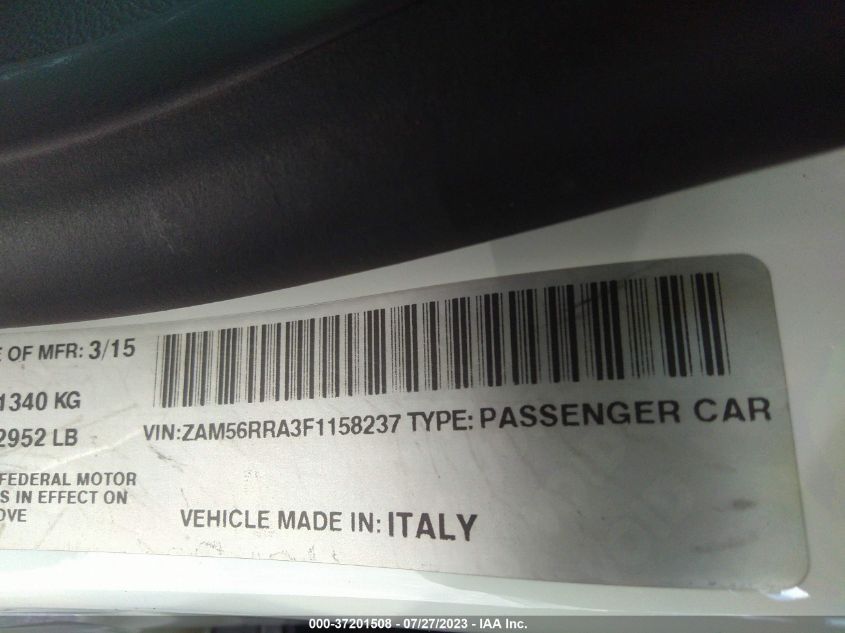 E OF MFR: 3/15
1340 KG
2952 LB
VIN:ZAM56RRA3F1158237 TYPE: PASSENGER CAR
FEDERAL MOTOR
S IN EFFECT ON
OVE
VEHICLE MADE IN: ITALY
000-37201508 - 07/27/2023 - IAA Inc.